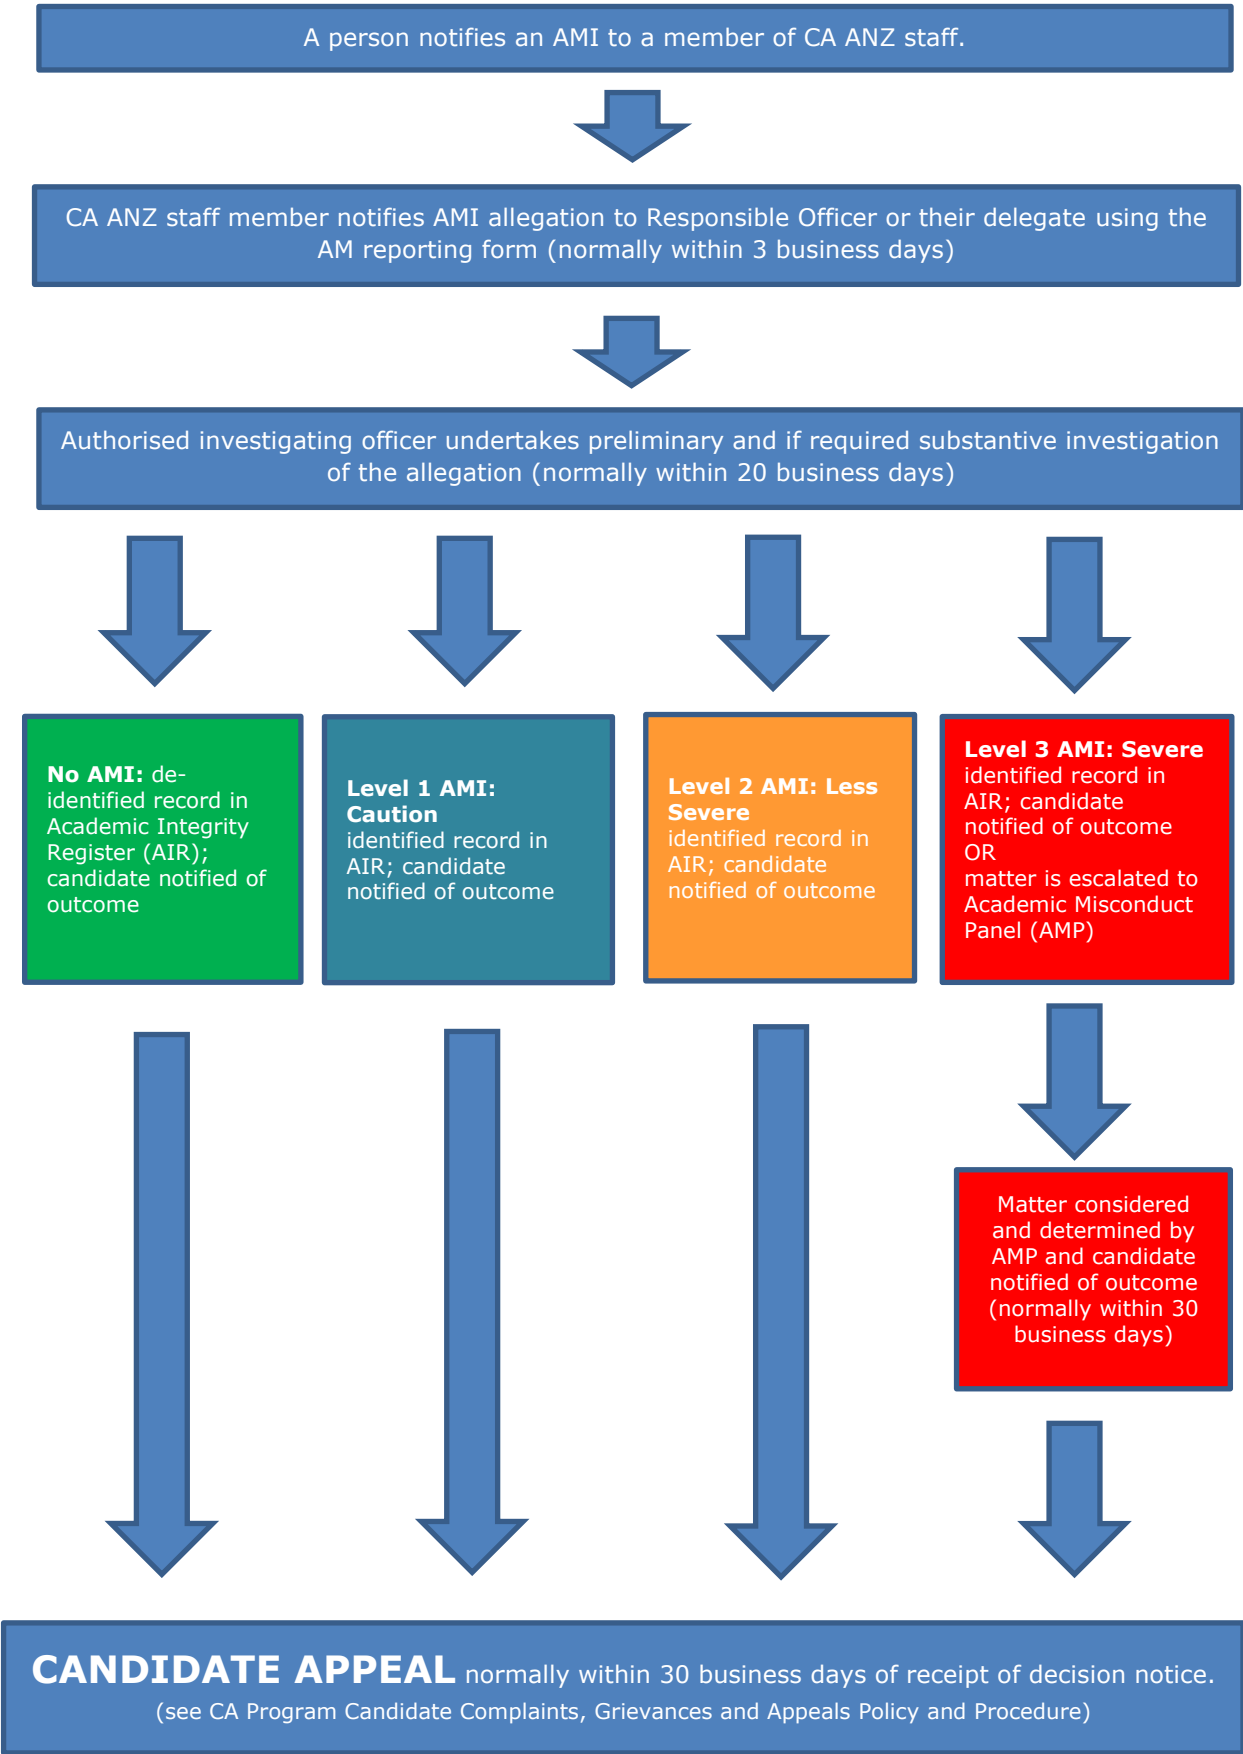 A person notifies an AMI to a member of CA ANZ staff.
CA ANZ staff member notifies AMI allegation to Responsible Officer or their delegate using the
AM reporting form (normally within 3 business days)
Authorised investigating officer undertakes preliminary and if required substantive investigation
of the allegation (normally within 20 business days)
No AMI: de-
identified record in
Academic Integrity
Register (AIR);
candidate notified of
outcome
Level 1 AMI:
Caution
identified record in
AIR; candidate
notified of outcome
Level 2 AMI: Less
Severe
identified record in
AIR; candidate
notified of outcome
Level 3 AMI: Severe
identified record in
AIR; candidate
notified of outcome
OR
matter is escalated to
Academic Misconduct
Panel (AMP)
Matter considered
and determined by
AMP and candidate
notified of outcome
(normally within 30
business days)
CANDIDATE APPEAL normally within 30 business days of receipt of decision notice.
(see CA Program Candidate Complaints, Grievances and Appeals Policy and Procedure)